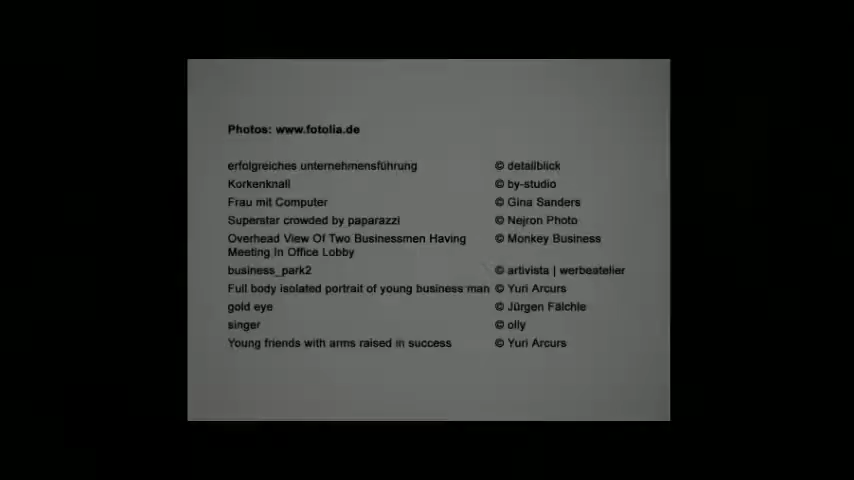 Photos: www.fotolia.de
erfolgreiches unternehmensführung © detailblick
Korkenknall © by-studio
Frau mit Computer © Gina Sanders
Superstar crowded by paparazzi © Nejron Photo
Overhead View Of Two Businessmen Having © Monkey Business
Meeting In Office Lobby
business_park2 © artivista | werbeatelier
Full body isolated portrait of young business man © Yuri Arcurs
gold eye © Jürgen Fälchle
singer © olly
Young friends with arms raised in success © Yuri Arcurs